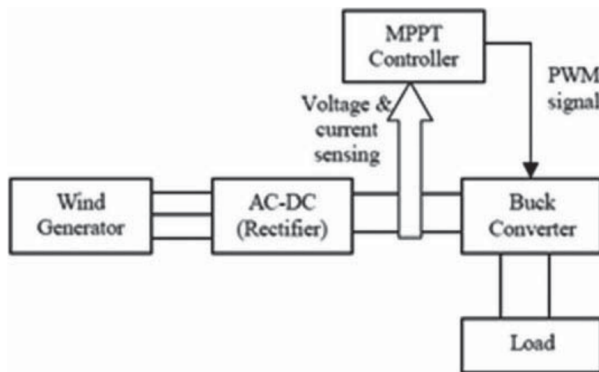 MPPT
Controller
PWM
signal
Voltage &
current
sensing
Wind
Generator
AC-DC
(Rectifier)
Buck
Converter
Load